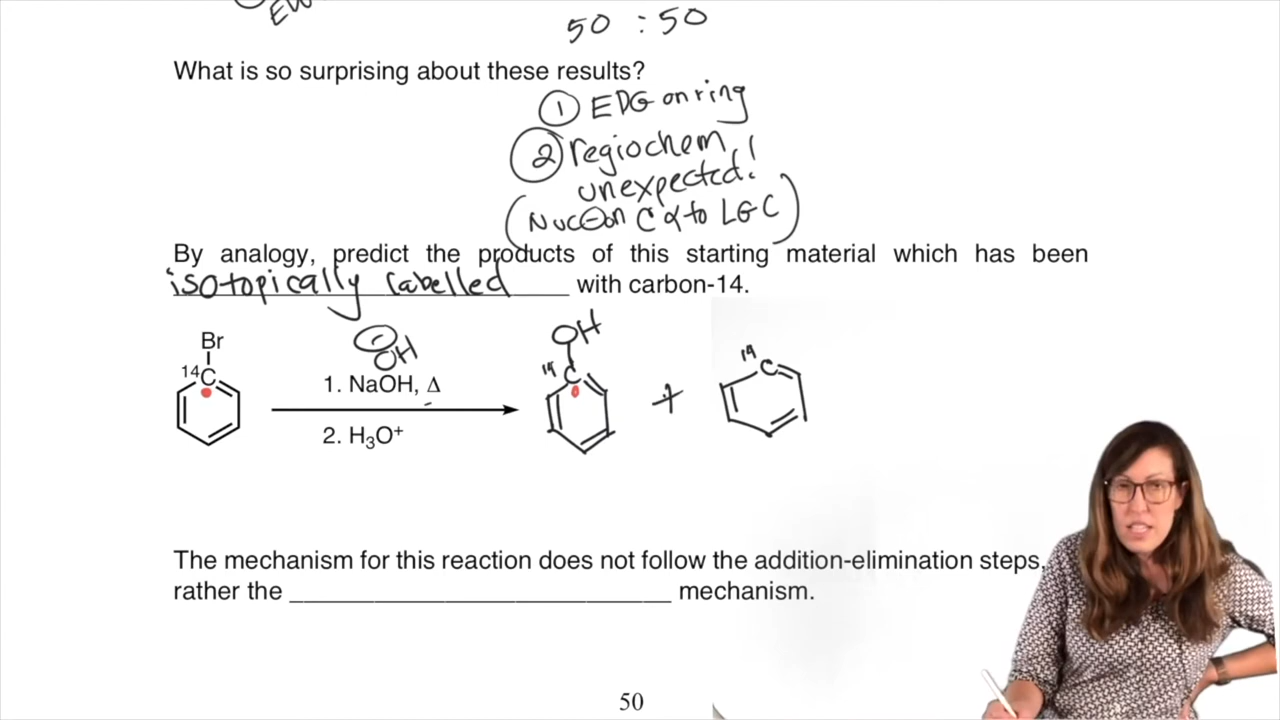 EW
50 : 50
What is so surprising about these results?
① EDG on ring
② regiochem
unexpected!
(Nuc⊖ on C α to LG C)
By analogy, predict the products of this starting material which has been
isotopically labelled with carbon-14.
Br
14C
⊖OH
1. NaOH, Δ
2. H3O+
OH
14C
+
14C
The mechanism for this reaction does not follow the addition-elimination steps,
rather the ____________________________ mechanism.
50